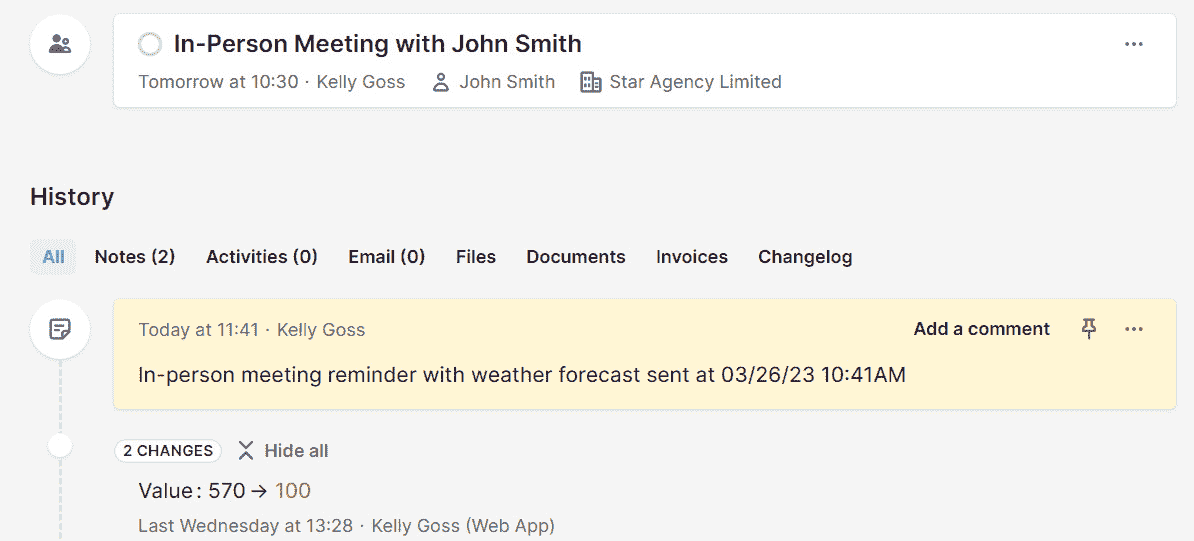 In-Person Meeting with John Smith
Tomorrow at 10:30 · Kelly Goss John Smith Star Agency Limited
History
All Notes (2) Activities (0) Email (0) Files Documents Invoices Changelog
Today at 11:41 · Kelly Goss Add a comment
In-person meeting reminder with weather forecast sent at 03/26/23 10:41AM
2 CHANGES Hide all
Value: 570 → 100
Last Wednesday at 13:28 · Kelly Goss (Web App)